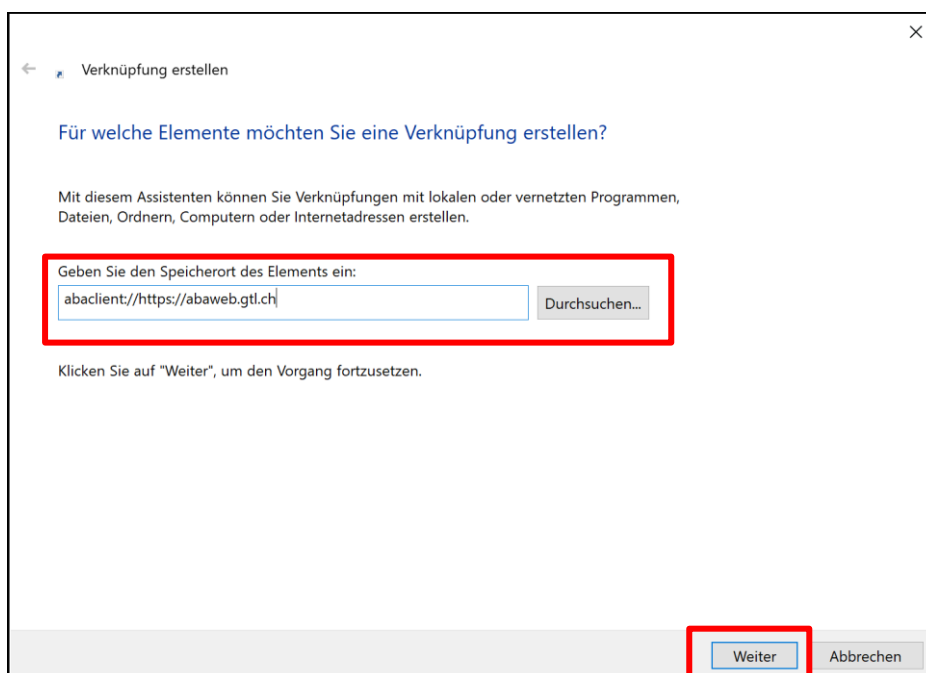 Verknüpfung erstellen
Für welche Elemente möchten Sie eine Verknüpfung erstellen?
Mit diesem Assistenten können Sie Verknüpfungen mit lokalen oder vernetzten Programmen,
Dateien, Ordnern, Computern oder Internetadressen erstellen.
Geben Sie den Speicherort des Elements ein:
abaclient://https://abaweb.gtl.ch
Durchsuchen...
Klicken Sie auf "Weiter", um den Vorgang fortzusetzen.
Weiter
Abbrechen